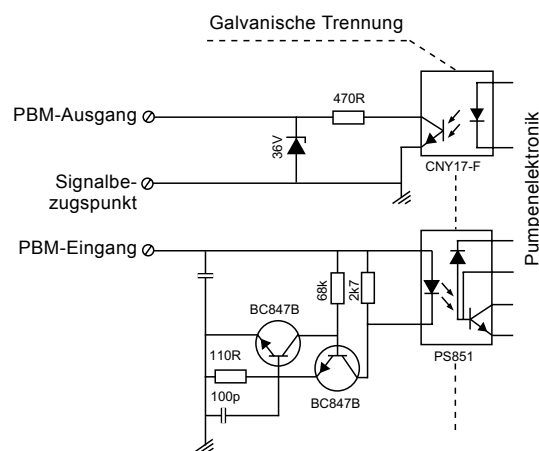 Galvanische Trennung
470R
PBM-Ausgang
36V
CNY17-F
Signalbe-
zugspunkt
Pumpenelektronik
PBM-Eingang
68k
2k7
BC847B
110R
PS851
100p
BC847B